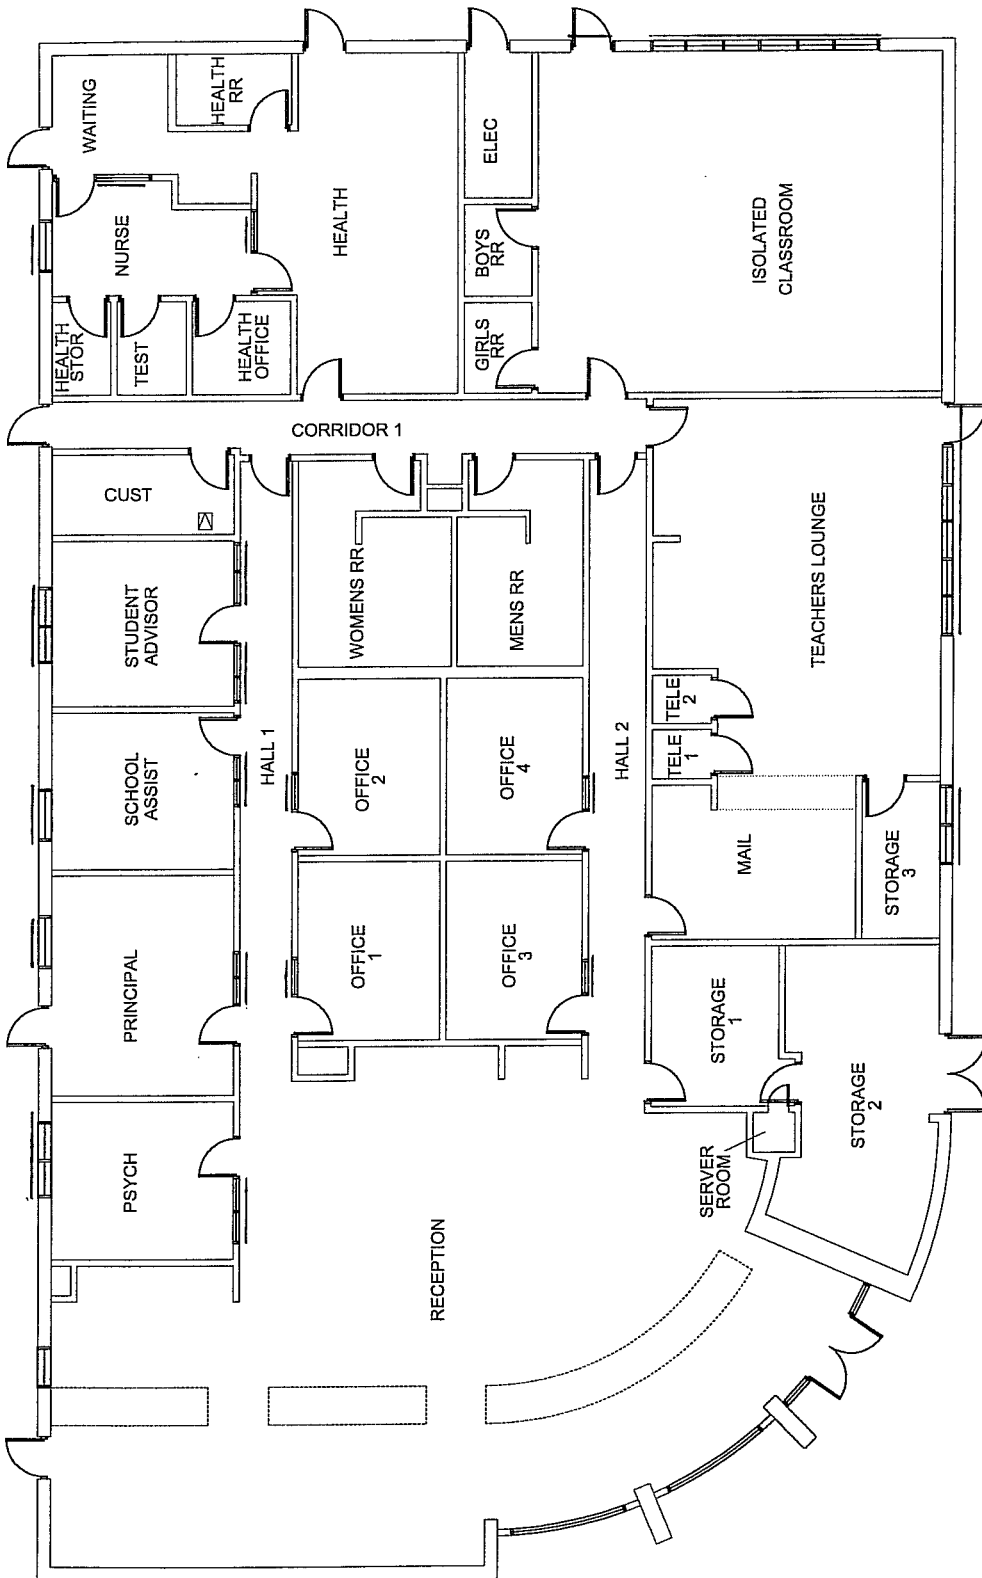 WAITING
HEALTH
RR
NURSE
HEALTH
STOR
TEST
HEALTH
OFFICE
HEALTH
ELEC
BOYS
RR
GIRLS
RR
ISOLATED
CLASSROOM
CORRIDOR 1
CUST
STUDENT
ADVISOR
SCHOOL
ASSIST
PRINCIPAL
PSYCH
HALL 1
WOMENS RR
MENS RR
OFFICE
2
OFFICE
4
OFFICE
1
OFFICE
3
HALL 2
TEACHERS LOUNGE
TELE
2
TELE
1
MAIL
STORAGE
3
STORAGE
1
STORAGE
2
SERVER
ROOM
RECEPTION